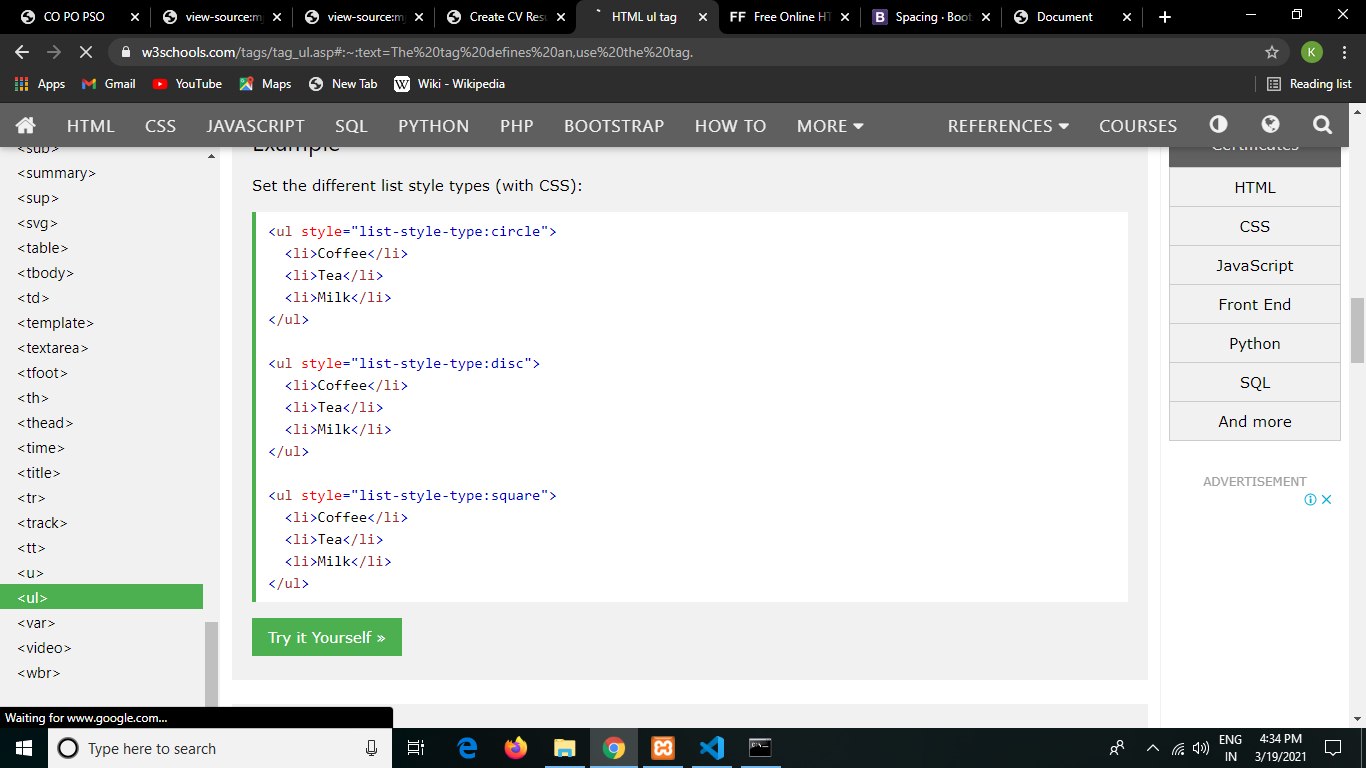 CO PO PSO
view-source:m
view-source:m
Create CV Resu
HTML ul tag
FF Free Online HT
B Spacing · Boot
Document
w3schools.com/tags/tag_ul.asp#:~:text=The%20tag%20defines%20an,use%20the%20tag.
K
Apps
Gmail
YouTube
Maps
New Tab
W Wiki - Wikipedia
Reading list
HTML
CSS
JAVASCRIPT
SQL
PYTHON
PHP
BOOTSTRAP
HOW TO
MORE
REFERENCES
COURSES
<sub>
<summary>
<sup>
<svg>
<table>
<tbody>
<td>
<template>
<textarea>
<tfoot>
<th>
<thead>
<time>
<title>
<tr>
<track>
<tt>
<u>
<ul>
<var>
<video>
<wbr>
Example
Set the different list style types (with CSS):
<ul style="list-style-type:circle">
  <li>Coffee</li>
  <li>Tea</li>
  <li>Milk</li>
</ul>
<ul style="list-style-type:disc">
  <li>Coffee</li>
  <li>Tea</li>
  <li>Milk</li>
</ul>
<ul style="list-style-type:square">
  <li>Coffee</li>
  <li>Tea</li>
  <li>Milk</li>
</ul>
Try it Yourself »
Certificates
HTML
CSS
JavaScript
Front End
Python
SQL
And more
ADVERTISEMENT
Waiting for www.google.com...
Type here to search
ENG
IN
4:34 PM
3/19/2021